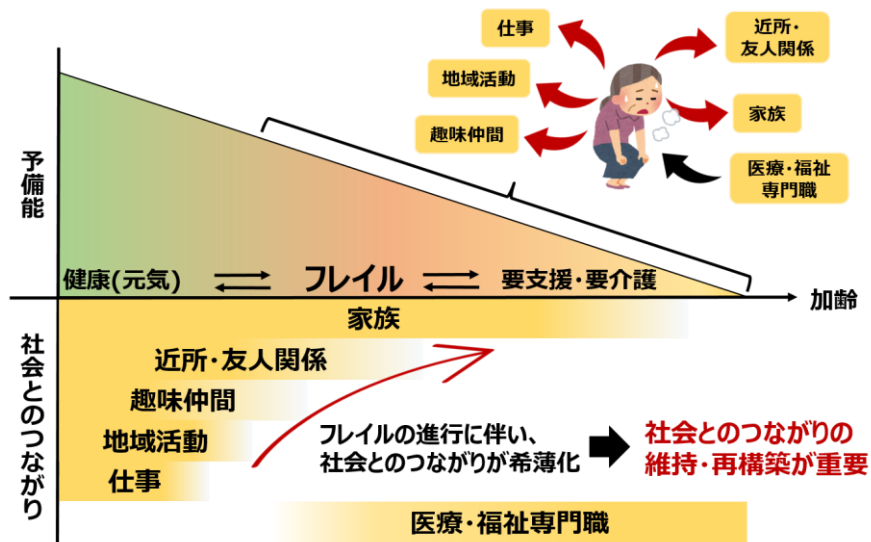 仕事
近所・
友人関係
地域活動
家族
趣味仲間
医療・福祉
専門職
予備能
健康(元気)
フレイル
要支援・要介護
加齢
社会とのつながり
家族
近所・友人関係
趣味仲間
地域活動
仕事
フレイルの進行に伴い、
社会とのつながりが希薄化
社会とのつながりの
維持・再構築が重要
医療・福祉専門職